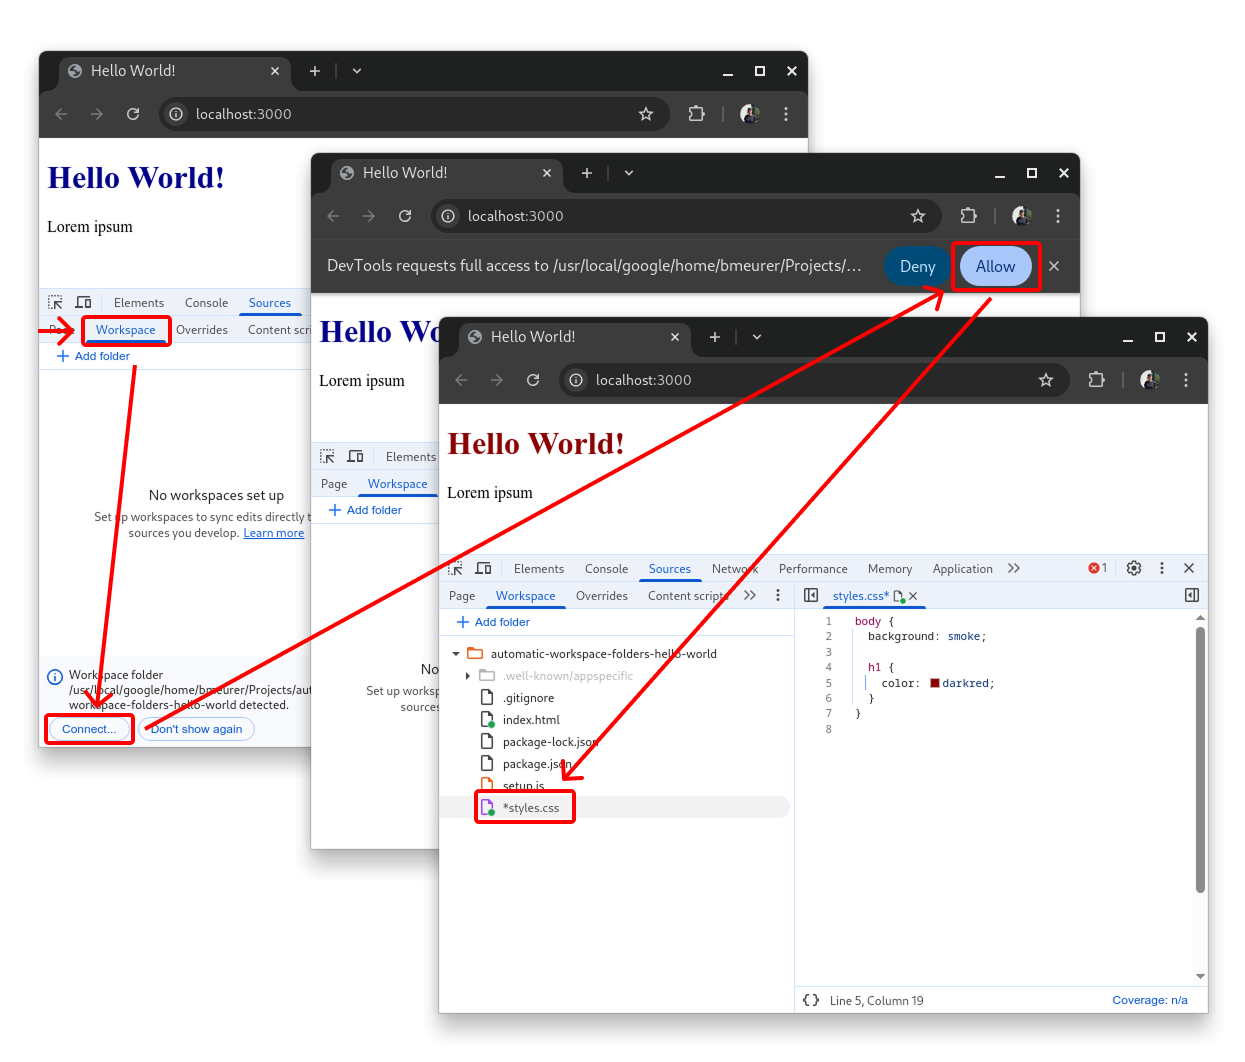 Hello World!
localhost:3000
Hello World!
Lorem ipsum
Elements Console Sources
Workspace Overrides Content scri
Add folder
No workspaces set up
Set up workspaces to sync edits directly t
sources you develop. Learn more
Workspace folder
/usr/local/google/home/bmeurer/Projects/aut
workspace-folders-hello-world detected.
Connect... Don't show again
Hello World!
localhost:3000
DevTools requests full access to /usr/local/google/home/bmeurer/Projects/... Deny Allow
Hello Wo
Lorem ipsum
Elements
Page Workspace
Add folder
No
Set up worksp
sources
Hello World!
localhost:3000
Hello World!
Lorem ipsum
Elements Console Sources Network Performance Memory Application 1
Page Workspace Overrides Content scripts
Add folder
automatic-workspace-folders-hello-world
.well-known/appspecific
.gitignore
index.html
package-lock.json
package.json
setup.js
*styles.css
styles.css*
1 body {
2 background: smoke;
3
4 h1 {
5 color: darkred;
6 }
7 }
8
{} Line 5, Column 19 Coverage: n/a